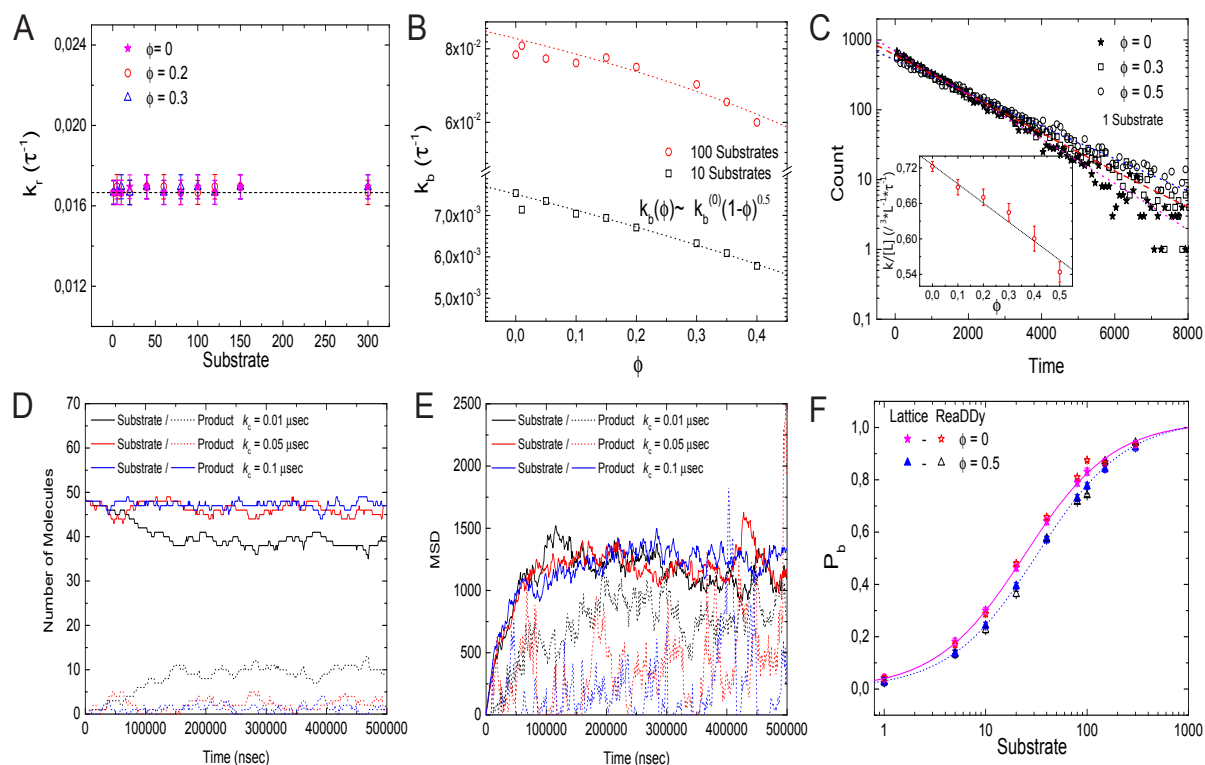 A
0,024
0,020
0,016
0,012
k_r (τ⁻¹)
ϕ= 0
ϕ = 0.2
ϕ = 0.3
0 50 100 150 200 250 300
Substrate
B
8x10⁻²
6x10⁻²
7,0x10⁻³
6,0x10⁻³
5,0x10⁻³
k_b (τ⁻¹)
100 Substrates
10 Substrates
k_b(ϕ)~ k_b⁽⁰⁾(1-ϕ)^0.5
0,0 0,1 0,2 0,3 0,4
ϕ
C
1000
100
10
1
0,1
Count
ϕ = 0
ϕ = 0.3
ϕ = 0.5
1 Substrate
0,72
0,66
0,60
0,54
k/[L] (l³*L⁻¹*τ⁻¹)
0,0 0,1 0,2 0,3 0,4 0,5
ϕ
0 2000 4000 6000 8000
Time
D
70
60
50
40
30
20
10
0
Number of Molecules
Substrate / Product k_c = 0.01 μsec
Substrate / Product k_c = 0.05 μsec
Substrate / Product k_c = 0.1 μsec
0 100000 200000 300000 400000 500000
Time (nsec)
E
2500
2000
1500
1000
500
0
MSD
Substrate / Product k_c = 0.01 μsec
Substrate / Product k_c = 0.05 μsec
Substrate / Product k_c = 0.1 μsec
0 100000 200000 300000 400000 500000
Time (nsec)
F
1,0
0,8
0,6
0,4
0,2
0,0
P_b
Lattice ReaDDy
- ϕ = 0
- ϕ = 0.5
1 10 100 1000
Substrate